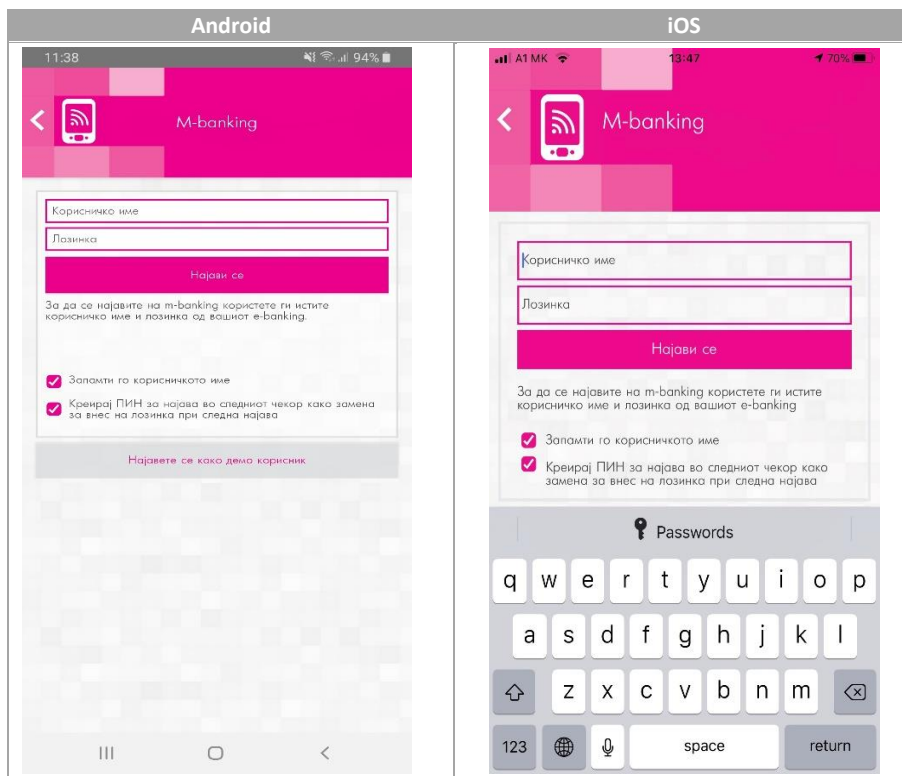 Android
iOS
11:38
94%
M-banking
Корисничко име
Лозинка
Најави се
За да се најавите на m-banking користете ги истите
корисничко име и лозинка од вашиот e-banking.
Запамти го корисничкото име
Креирај ПИН за најава во следниот чекор како замена
за внес на лозинка при следна најава
Најавете се како демо корисник
A1 MK
13:47
70%
M-banking
Корисничко име
Лозинка
Најави се
За да се најавите на m-banking користете ги истите
корисничко име и лозинка од вашиот e-banking
Запамти го корисничкото име
Креирај ПИН за најава во следниот чекор како
замена за внес на лозинка при следна најава
Passwords
q w e r t y u i o p
a s d f g h j k l
z x c v b n m
123 space return